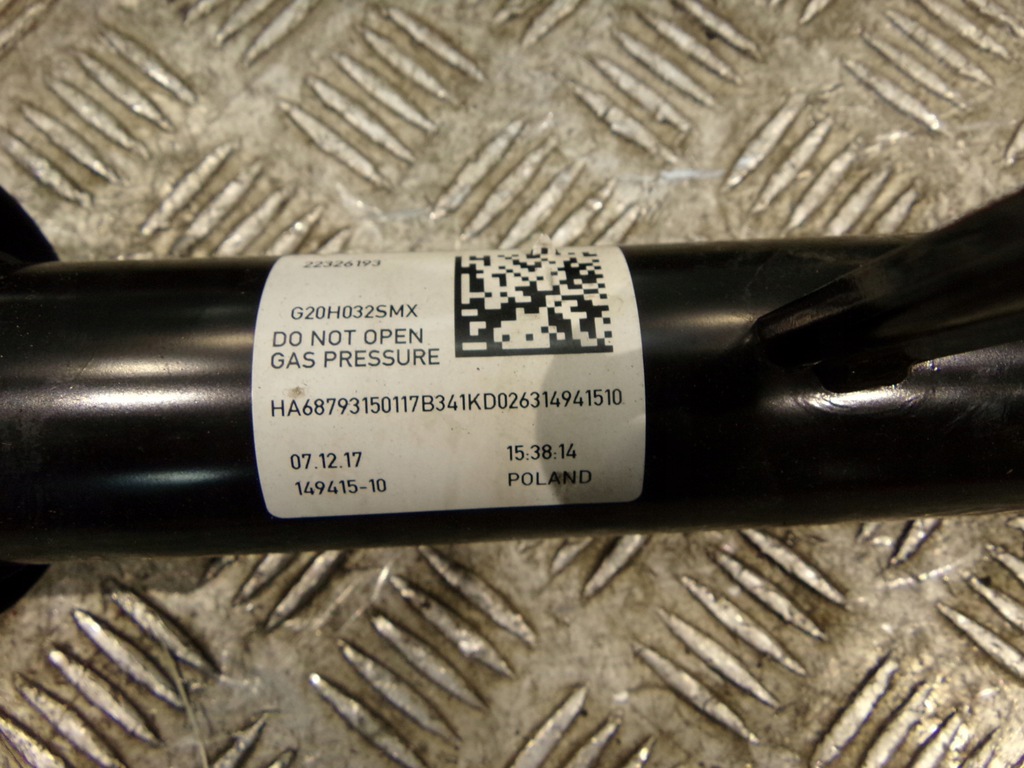 22326193
G20H032SMX
DO NOT OPEN
GAS PRESSURE
HA68793150117B341KD026314941510
07.12.17 15:38:14
149415-10 POLAND